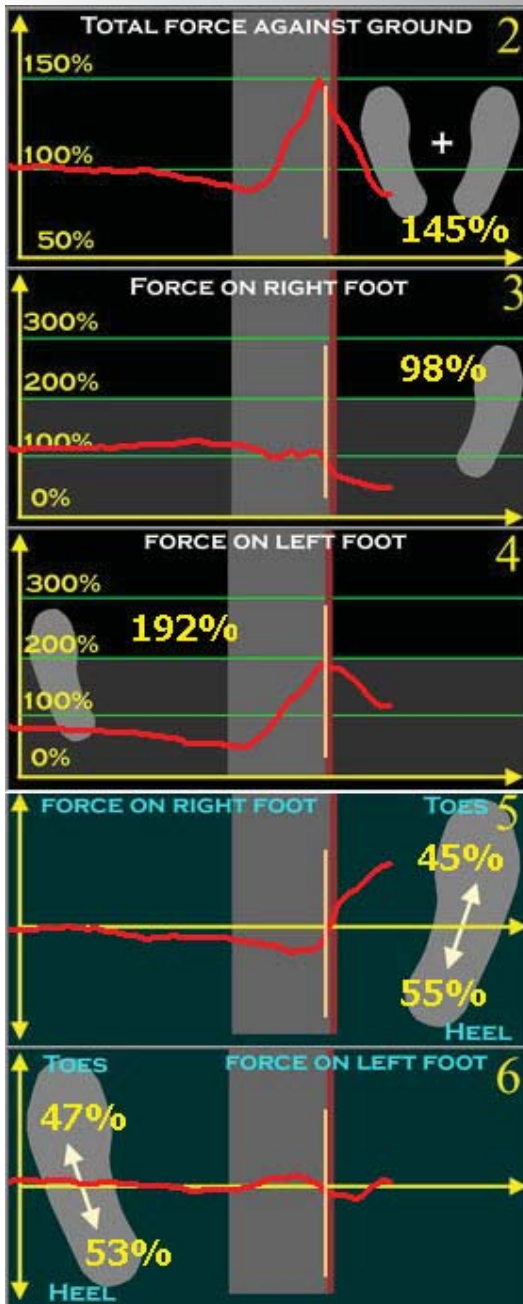 TOTAL FORCE AGAINST GROUND 2
150%
100%
+
145%
50%
FORCE ON RIGHT FOOT 3
300%
98%
200%
100%
0%
FORCE ON LEFT FOOT 4
300%
192%
200%
100%
0%
FORCE ON RIGHT FOOT TOES 5
45%
55%
HEEL
TOES FORCE ON LEFT FOOT 6
47%
53%
HEEL